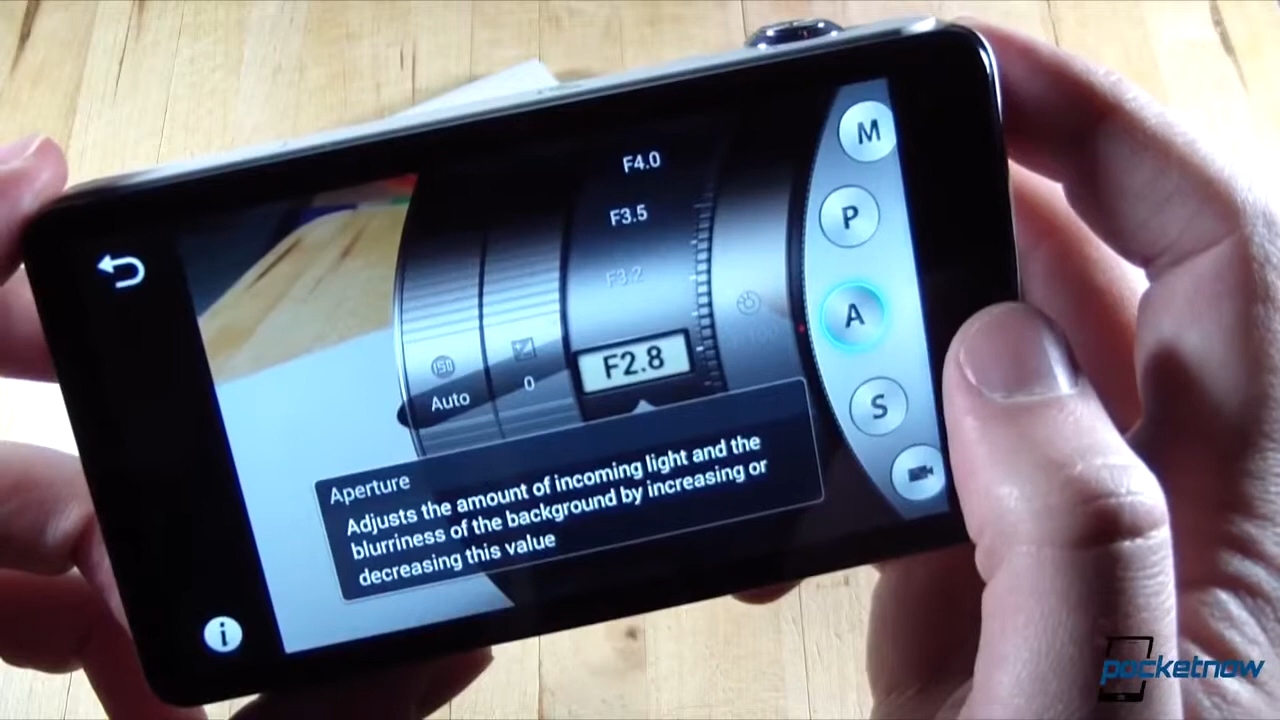 F4.0
F3.5
F3.2
F2.8
ISO
Auto
0
M
P
A
S
Aperture
Adjusts the amount of incoming light and the
blurriness of the background by increasing or
decreasing this value
i
pocketnow